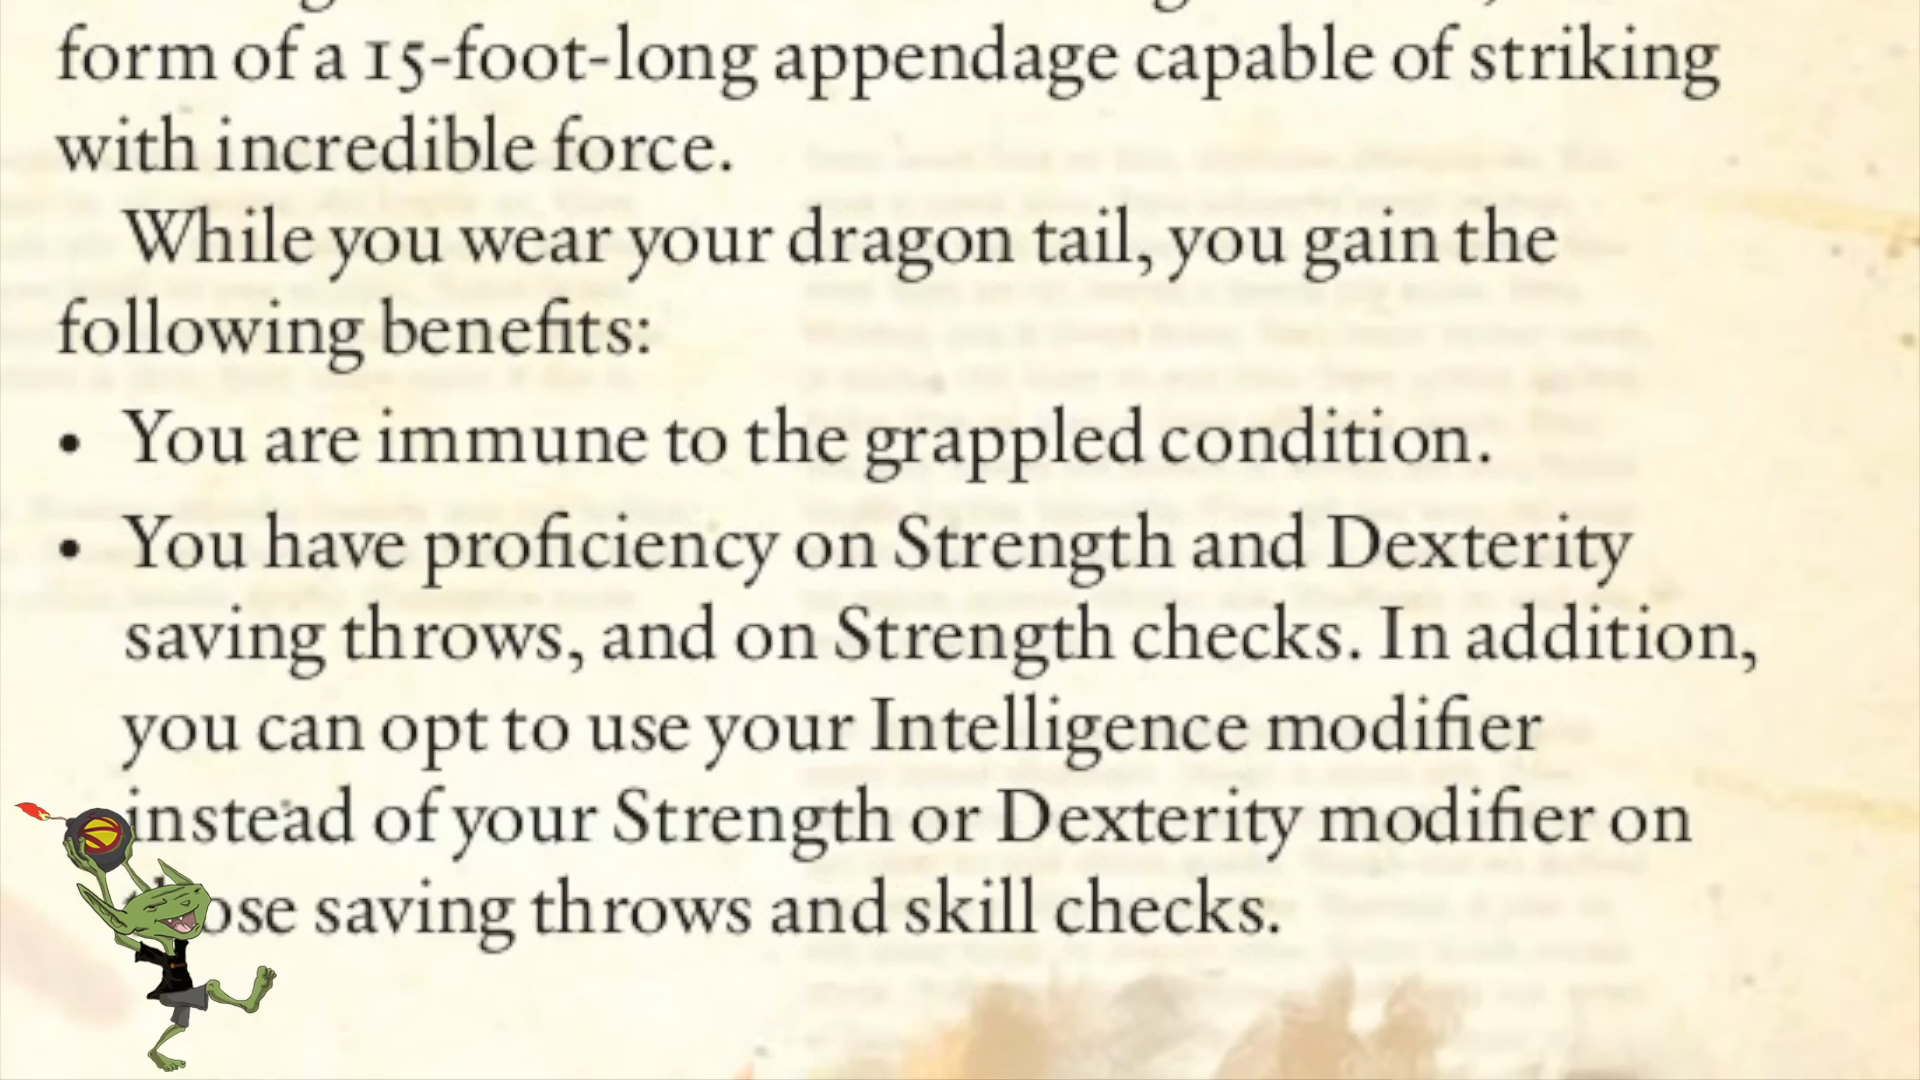 form of a 15-foot-long appendage capable of striking
with incredible force.
While you wear your dragon tail, you gain the
following benefits:
• You are immune to the grappled condition.
• You have proficiency on Strength and Dexterity
saving throws, and on Strength checks. In addition,
you can opt to use your Intelligence modifier
instead of your Strength or Dexterity modifier on
those saving throws and skill checks.